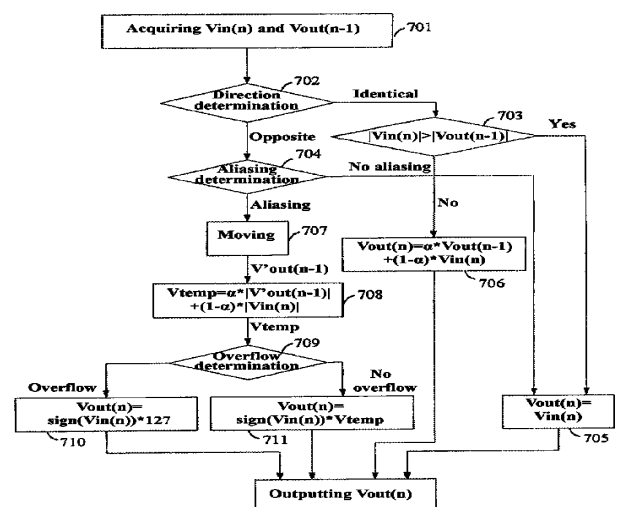 Acquiring Vin(n) and Vout(n-1)
701
702
Direction
determination
Identical
703
|Vin(n)|>|Vout(n-1)|
Yes
Opposite
704
Aliasing
determination
No aliasing
Aliasing
No
707
Moving
Vout(n)=α*Vout(n-1)
+(1-α)*Vin(n)
706
V'out(n-1)
Vtemp=α*|V'out(n-1)|
+(1-α)*|Vin(n)|
708
Vtemp
709
Overflow
determination
Overflow
No
overflow
Vout(n)=
sign(Vin(n))*127
710
Vout(n)=
sign(Vin(n))*Vtemp
711
Vout(n)=
Vin(n)
705
Outputting Vout(n)